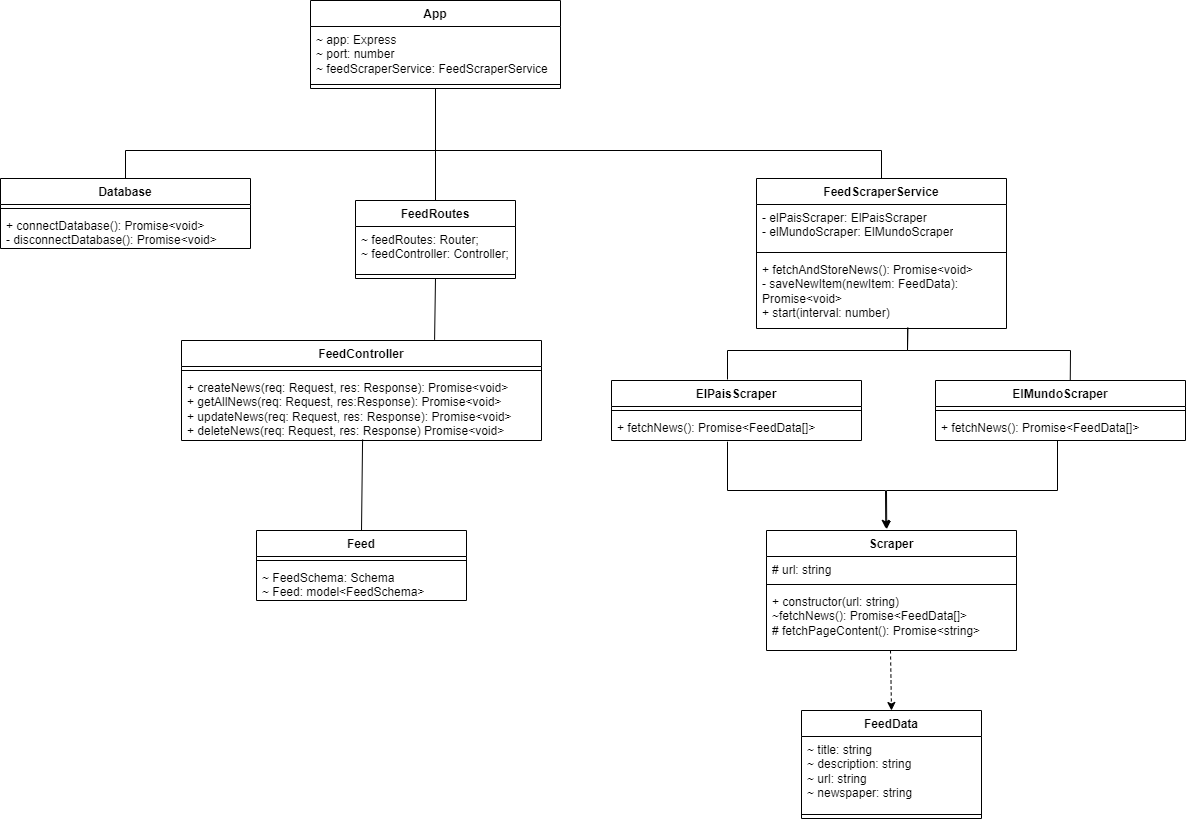 App
~ app: Express
~ port: number
~ feedScraperService: FeedScraperService
Database
+ connectDatabase(): Promise<void>
- disconnectDatabase(): Promise<void>
FeedRoutes
~ feedRoutes: Router;
~ feedController: Controller;
FeedScraperService
- elPaisScraper: ElPaisScraper
- elMundoScraper: ElMundoScraper
+ fetchAndStoreNews(): Promise<void>
- saveNewItem(newItem: FeedData):
Promise<void>
+ start(interval: number)
FeedController
+ createNews(req: Request, res: Response): Promise<void>
+ getAllNews(req: Request, res:Response): Promise<void>
+ updateNews(req: Request, res: Response): Promise<void>
+ deleteNews(req: Request, res: Response) Promise<void>
ElPaisScraper
+ fetchNews(): Promise<FeedData[]>
ElMundoScraper
+ fetchNews(): Promise<FeedData[]>
Feed
~ FeedSchema: Schema
~ Feed: model<FeedSchema>
Scraper
# url: string
+ constructor(url: string)
~fetchNews(): Promise<FeedData[]>
# fetchPageContent(): Promise<string>
FeedData
~ title: string
~ description: string
~ url: string
~ newspaper: string